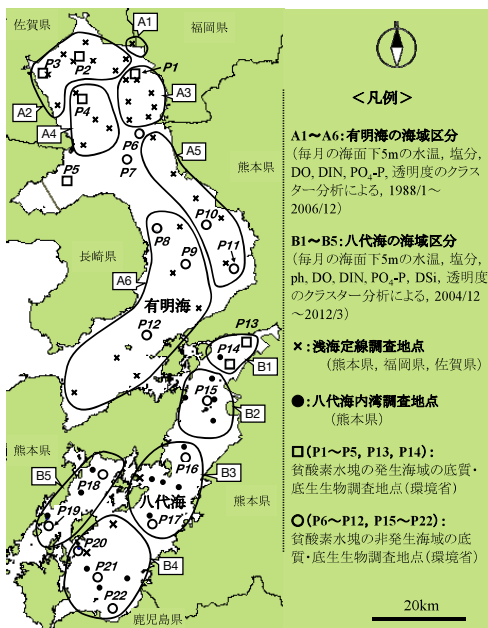 佐賀県
A1
福岡県
P3
P2
P1
A2
A3
P4
A4
P6
A5
P5
P7
熊本県
P10
P8
長崎県
P9
P11
A6
有明海
P12
P13
P14
B1
P15
B2
熊本県
B5
P16
B3
P18
八代海
熊本県
P19
P17
P20
B4
P21
P22
鹿児島県
<凡例>
A1~A6:有明海の海域区分
(毎月の海面下5mの水温, 塩分,
DO, DIN, PO4-P, 透明度のクラス
ター分析による, 1988/1~
2006/12)
B1~B5:八代海の海域区分
(毎月の海面下5mの水温, 塩分,
ph, DO, DIN, PO4-P, DSi, 透明度
のクラスター分析による, 2004/12
~2012/3)
×:浅海定線調査地点
(熊本県, 福岡県, 佐賀県)
●:八代海内湾調査地点
(熊本県)
□(P1~P5, P13, P14):
貧酸素水塊の発生海域の底質・
底生生物調査地点(環境省)
○(P6~P12, P15~P22):
貧酸素水塊の非発生海域の底
質・底生生物調査地点(環境省)
20km